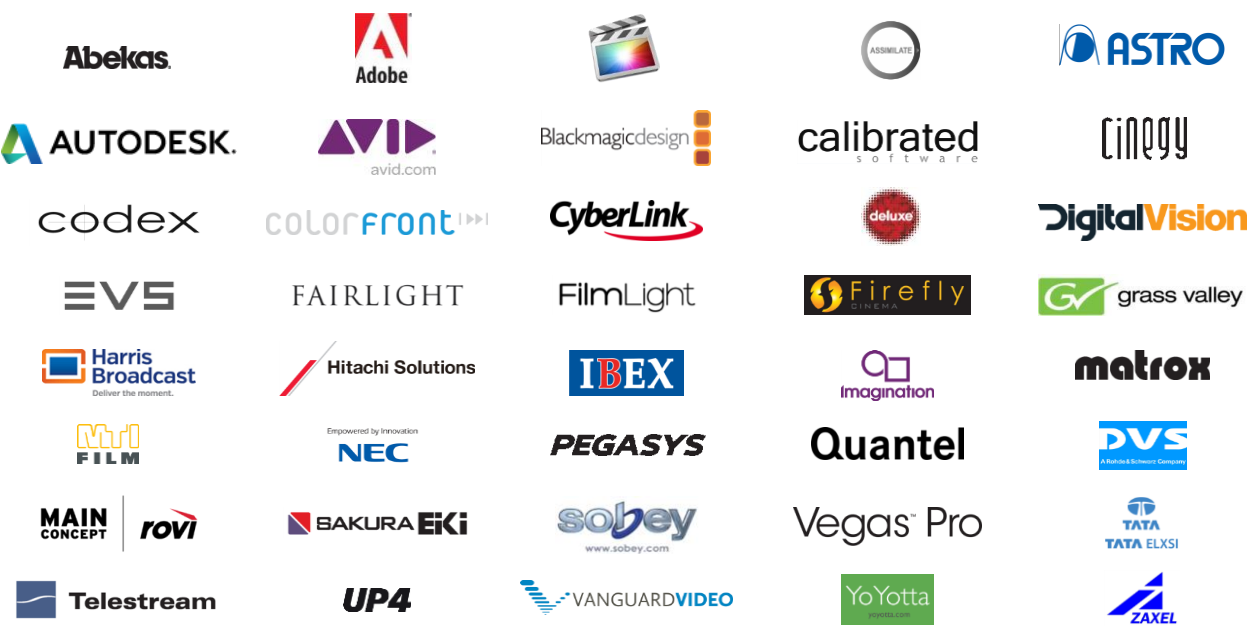 Abekas.
Adobe
ASSIMILATE
ASTRO
AUTODESK.
AVID
avid.com
Blackmagicdesign
calibrated
software
cinegy
codex
colorfront
CyberLink
deluxe
DigitalVision
EVS
FAIRLIGHT
FilmLight
Firefly
CINEMA
GV grass valley
Harris
Broadcast
Deliver the moment.
Hitachi Solutions
IBEX
Imagination
matrox
MTI
FILM
Empowered by Innovation
NEC
PEGASYS
Quantel
DVS
A Rohde & Schwarz Company
MAIN
CONCEPT
rovi
SAKURA EiKi
sobey
www.sobey.com
Vegas™ Pro
TATA
TATA ELXSI
Telestream
UP4
VANGUARDVIDEO
YoYotta
yoyotta.com
ZAXEL